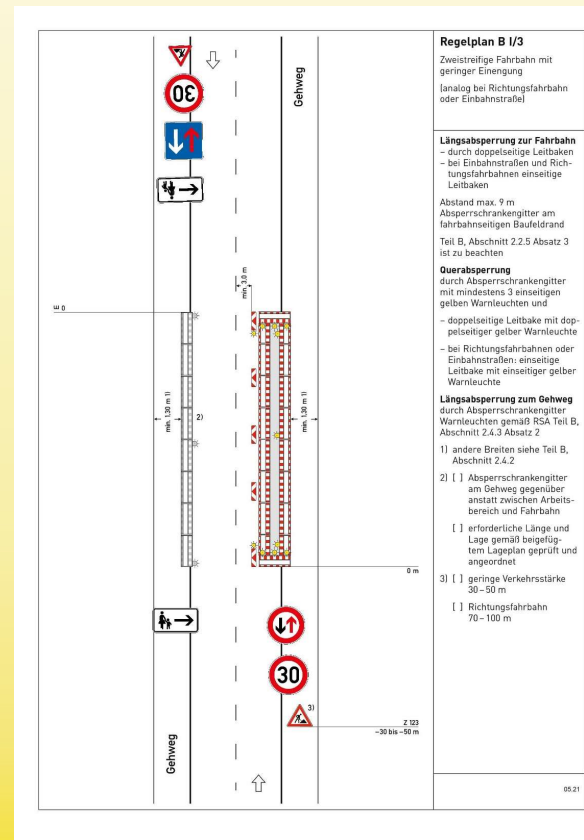 30
Gehweg
min. 3,0 m
0 m
min. 1,30 m 1)
2)
min. 1,30 m 1)
0 m
30
3)
Z 123
–30 bis –50 m
Gehweg
Regelplan B I/3
Zweistreifige Fahrbahn mit
geringer Einengung
(analog bei Richtungsfahrbahn
oder Einbahnstraße)
Längsabsperrung zur Fahrbahn
– durch doppelseitige Leitbaken
– bei Einbahnstraßen und Rich-
tungsfahrbahnen einseitige
Leitbaken
Abstand max. 9 m
Absperrschrankengitter am
fahrbahnseitigen Baufeldrand
Teil B, Abschnitt 2.2.5 Absatz 3
ist zu beachten
Querabsperrung
durch Absperrschrankengitter
mit mindestens 3 einseitigen
gelben Warnleuchten und
– doppelseitige Leitbake mit dop-
pelseitiger gelber Warnleuchte
– bei Richtungsfahrbahnen oder
Einbahnstraßen: einseitige
Leitbake mit einseitiger gelber
Warnleuchte
Längsabsperrung zum Gehweg
durch Absperrschrankengitter
Warnleuchten gemäß RSA Teil B,
Abschnitt 2.4.3 Absatz 2
1) andere Breiten siehe Teil B,
Abschnitt 2.4.2
2) [ ] Absperrschrankengitter
am Gehweg gegenüber
anstatt zwischen Arbeits-
bereich und Fahrbahn
[ ] erforderliche Länge und
Lage gemäß beigefüg-
tem Lageplan geprüft und
angeordnet
3) [ ] geringe Verkehrsstärke
30 – 50 m
[ ] Richtungsfahrbahn
70 – 100 m
05.21